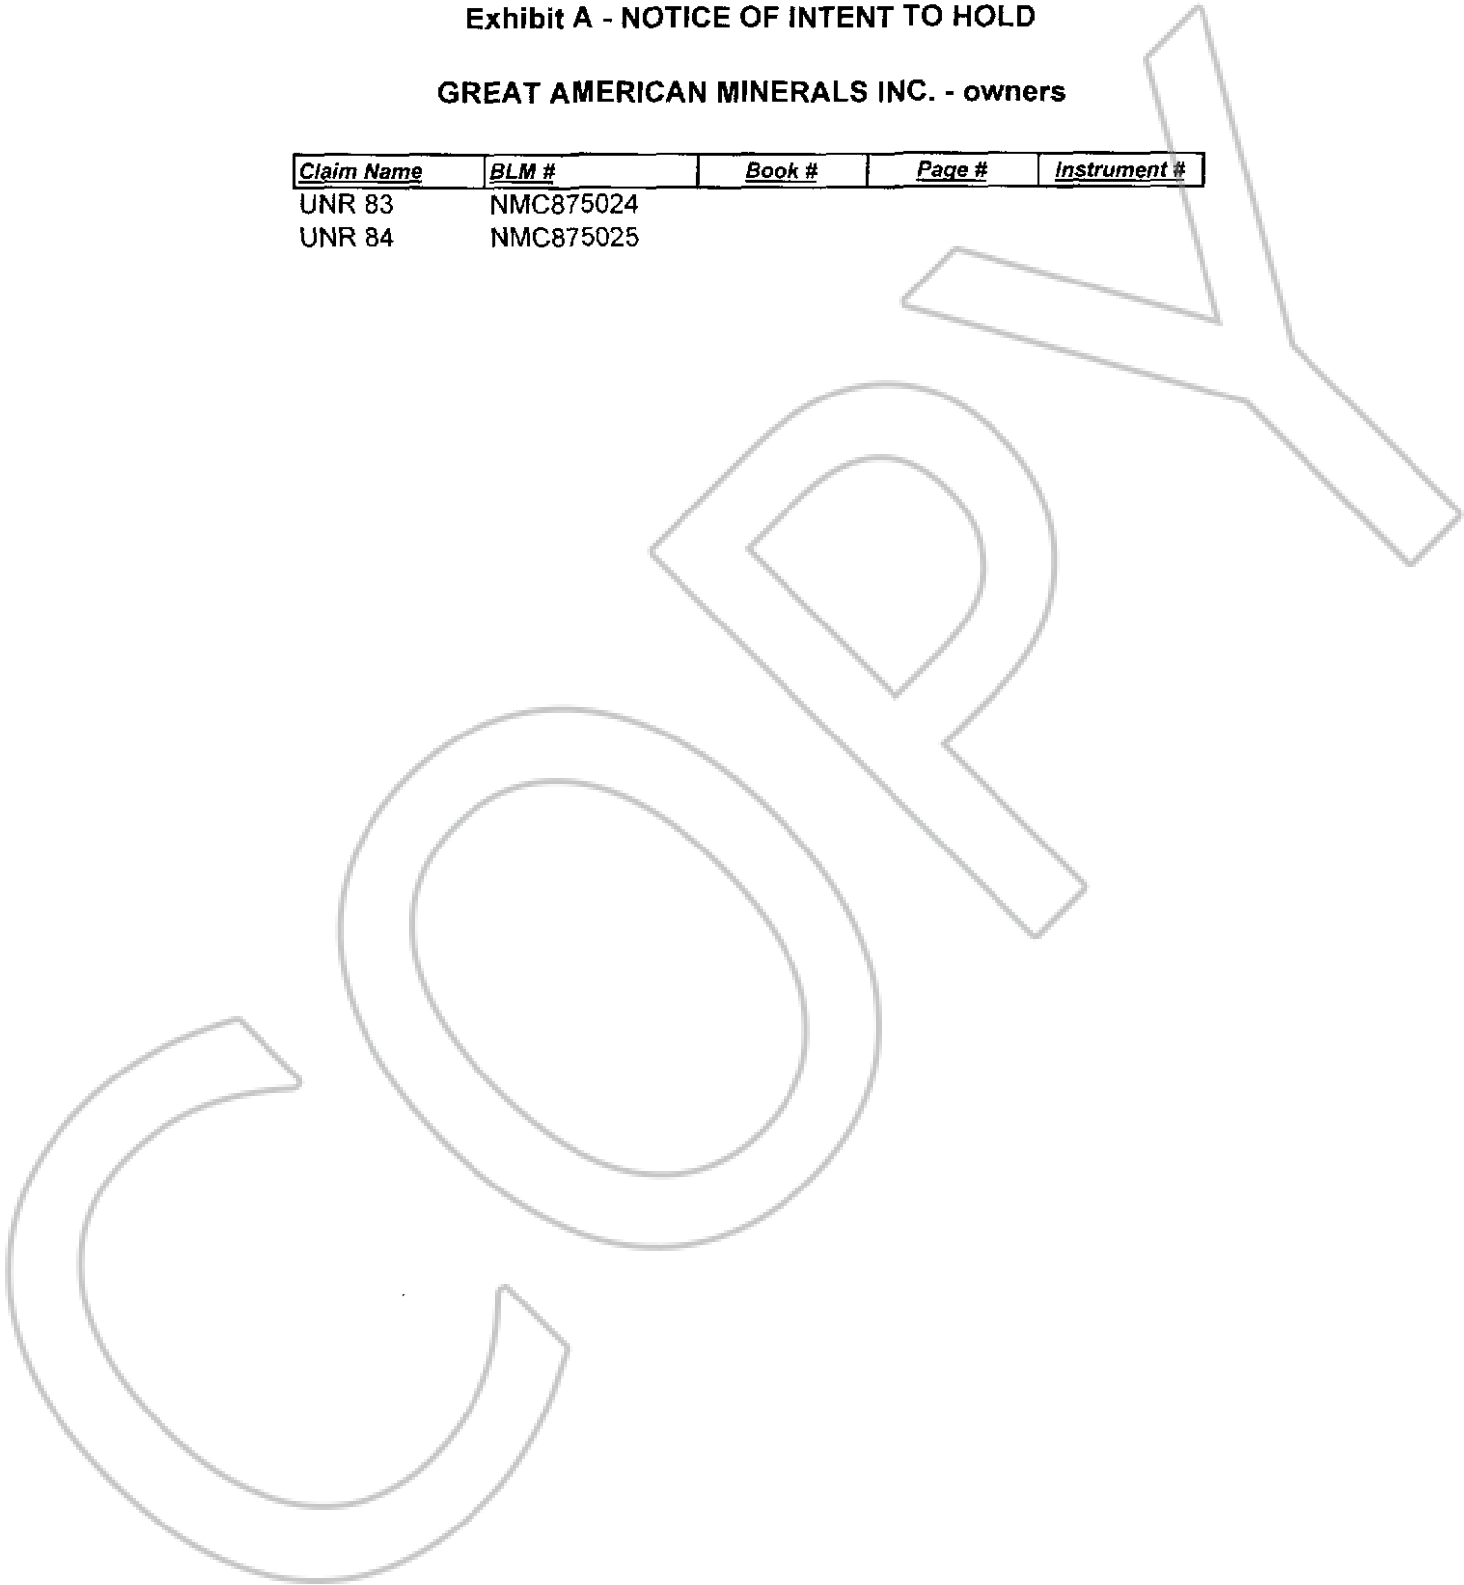 Exhibit A - NOTICE OF INTENT TO HOLD
GREAT AMERICAN MINERALS INC. - owners
Claim Name BLM # Book # Page # Instrument #
UNR 83 NMC875024
UNR 84 NMC875025
COPY